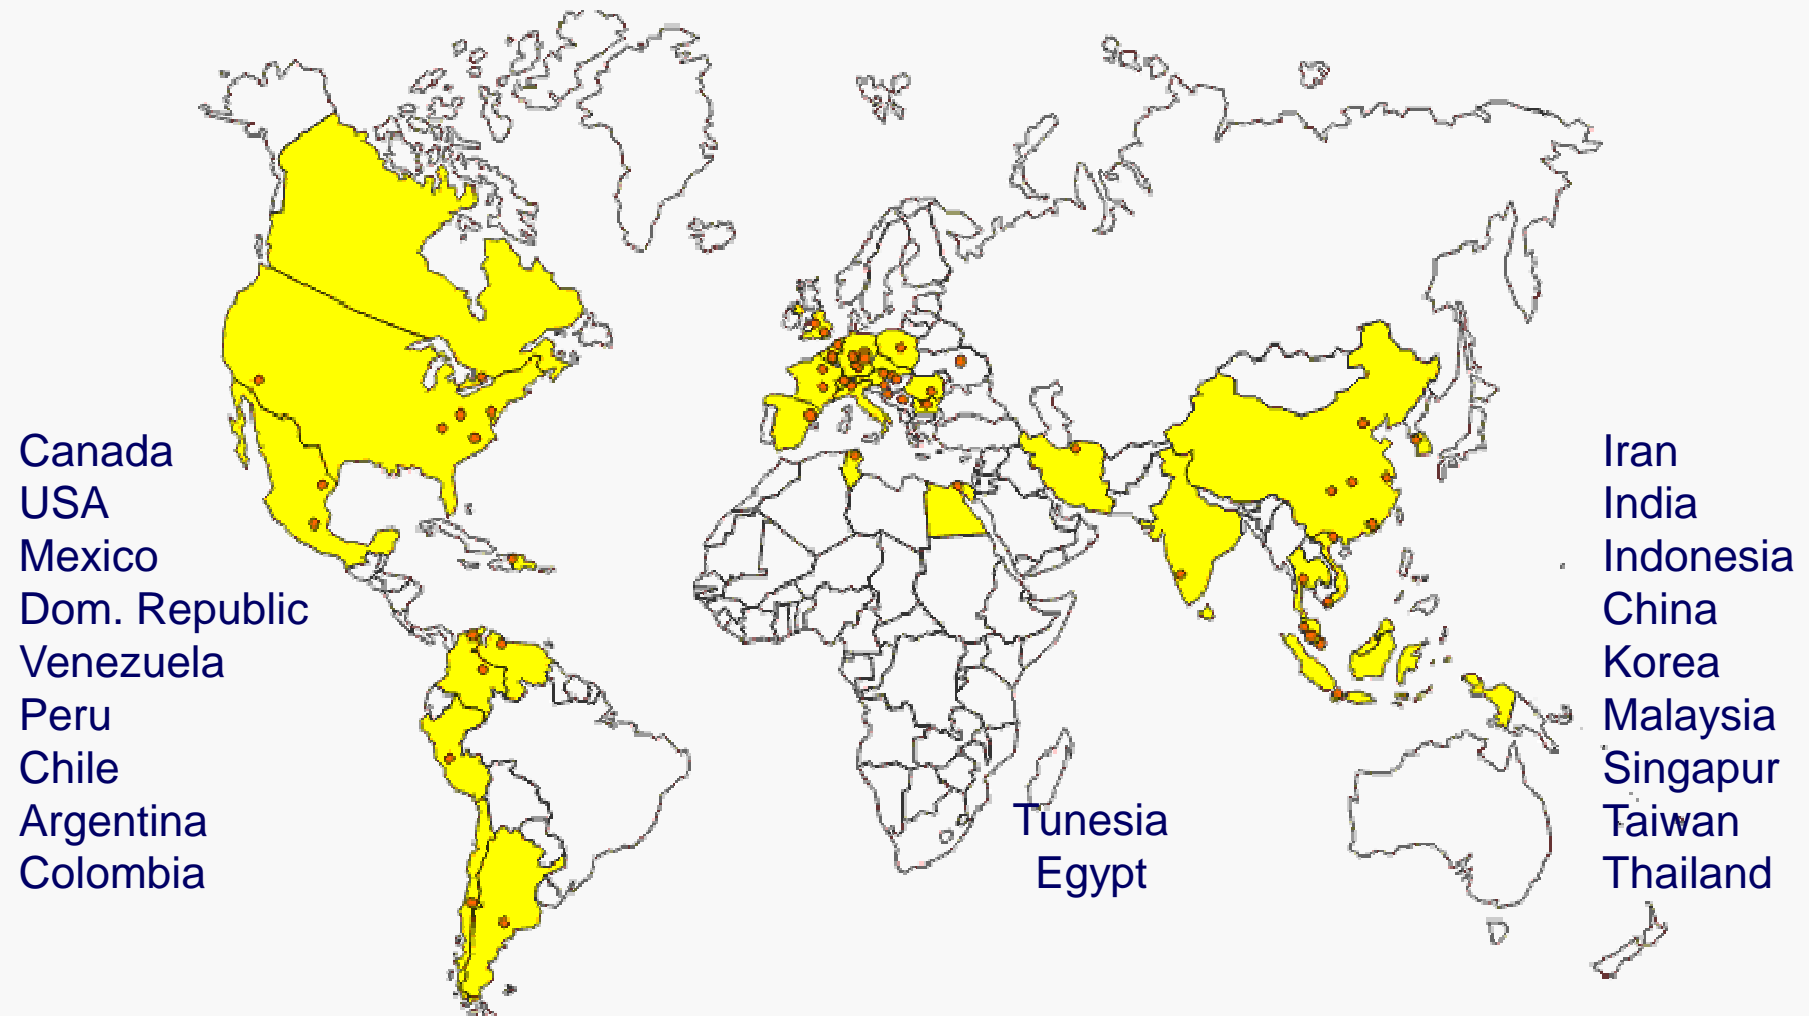 Canada
USA
Mexico
Dom. Republic
Venezuela
Peru
Chile
Argentina
Colombia
Tunesia
Egypt
Iran
India
Indonesia
China
Korea
Malaysia
Singapur
Taiwan
Thailand